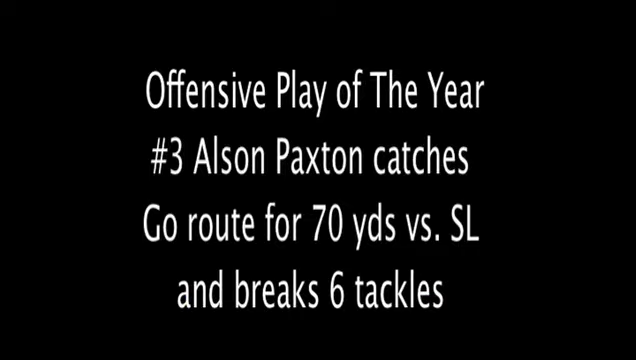 Offensive Play of The Year
#3 Alson Paxton catches
Go route for 70 yds vs. SL
and breaks 6 tackles